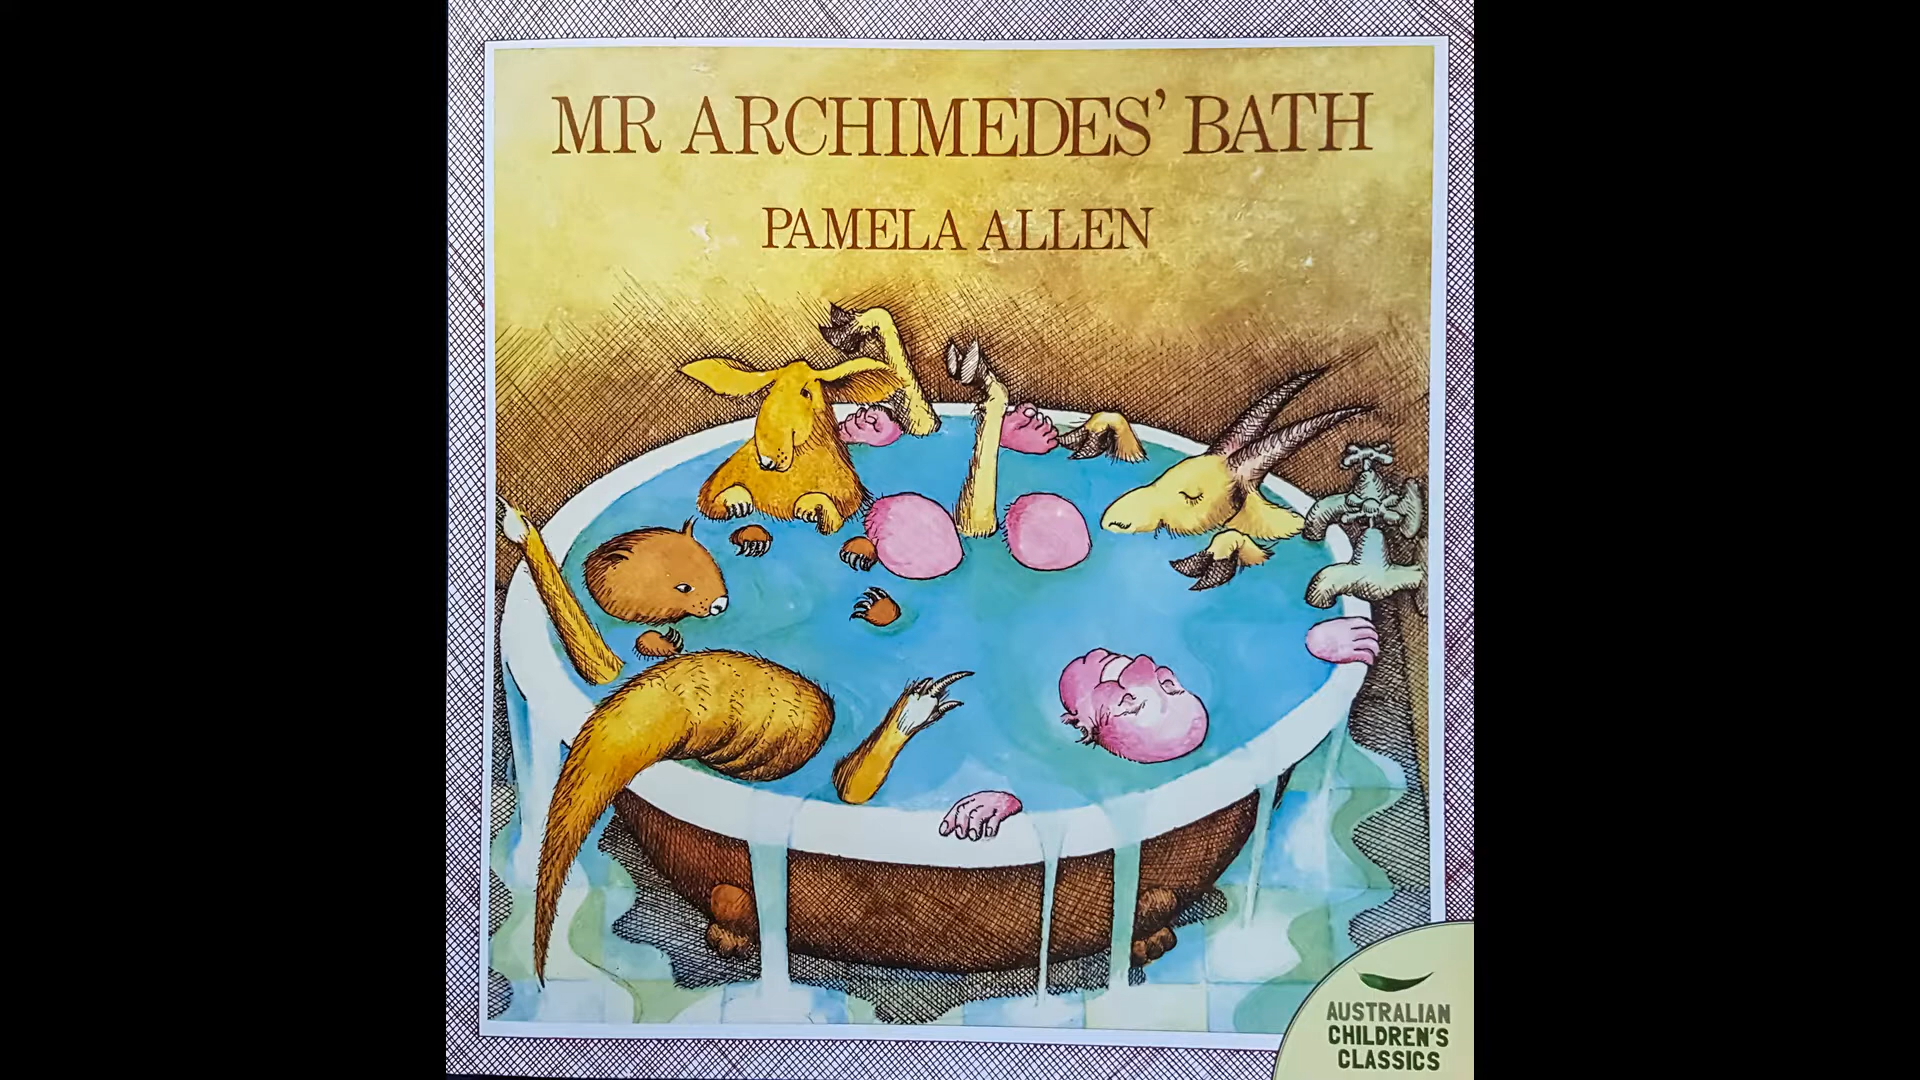 MR ARCHIMEDES' BATH
PAMELA ALLEN
AUSTRALIAN
CHILDREN'S
CLASSICS